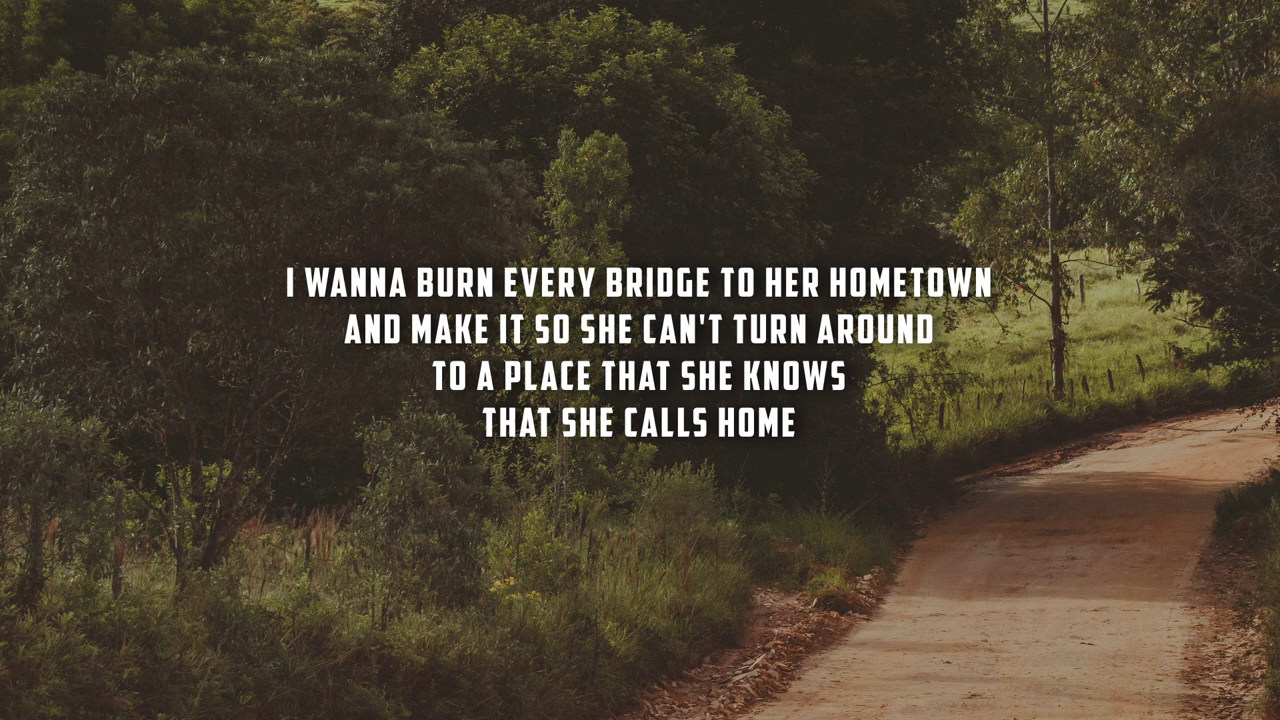 I WANNA BURN EVERY BRIDGE TO HER HOMETOWN
AND MAKE IT SO SHE CAN'T TURN AROUND
TO A PLACE THAT SHE KNOWS
THAT SHE CALLS HOME